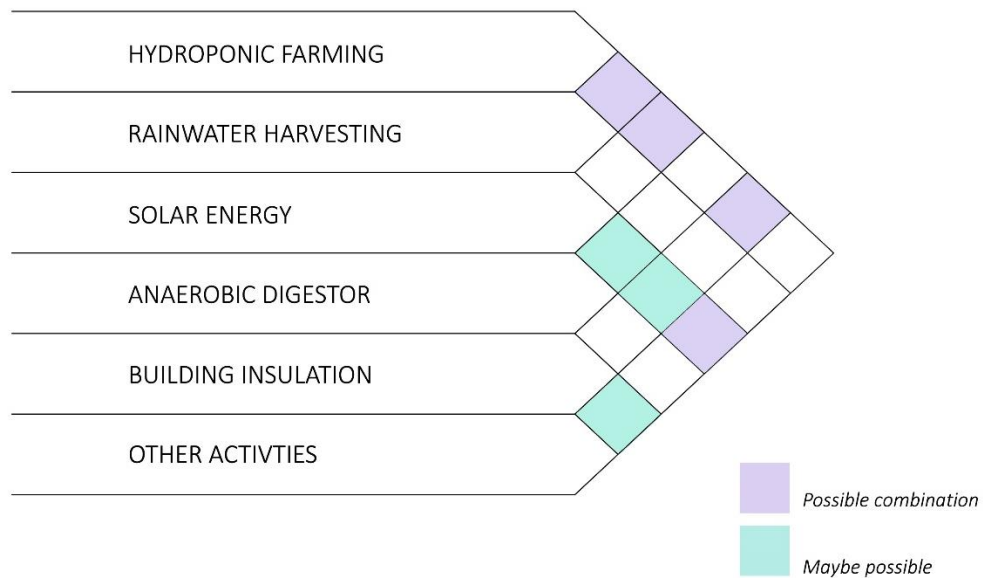 HYDROPONIC FARMING
RAINWATER HARVESTING
SOLAR ENERGY
ANAEROBIC DIGESTOR
BUILDING INSULATION
OTHER ACTIVTIES
Possible combination
Maybe possible